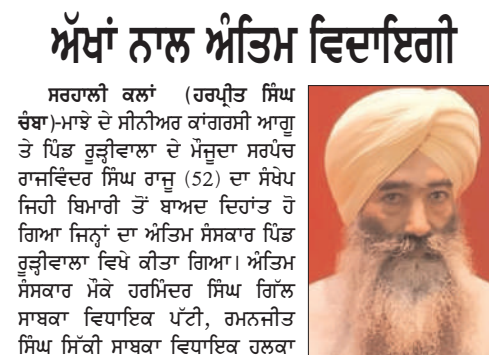 ਅੱਖਾਂ ਨਾਲ ਅੰਤਿਮ ਵਿਦਾਇਗੀ
ਸਰਹਾਲੀ ਕਲਾਂ (ਹਰਪ੍ਰੀਤ ਸਿੰਘ
ਚੰਬਾ)-ਮਾਝੇ ਦੇ ਸੀਨੀਅਰ ਕਾਂਗਰਸੀ ਆਗੂ
ਤੇ ਪਿੰਡ ਰੂੜੀਵਾਲਾ ਦੇ ਮੌਜੂਦਾ ਸਰਪੰਚ
ਰਾਜਵਿੰਦਰ ਸਿੰਘ ਰਾਜੂ (52) ਦਾ ਸੰਖੇਪ
ਜਿਹੀ ਬਿਮਾਰੀ ਤੋਂ ਬਾਅਦ ਦਿਹਾਂਤ ਹੋ
ਗਿਆ ਜਿਨ੍ਹਾਂ ਦਾ ਅੰਤਿਮ ਸੰਸਕਾਰ ਪਿੰਡ
ਰੂੜ੍ਹੀਵਾਲਾ ਵਿਖੇ ਕੀਤਾ ਗਿਆ। ਅੰਤਿਮ
ਸੰਸਕਾਰ ਮੌਕੇ ਹਰਮਿੰਦਰ ਸਿੰਘ ਗਿੱਲ
ਸਾਬਕਾ ਵਿਧਾਇਕ ਪੱਟੀ, ਰਮਨਜੀਤ
ਸਿੰਘ ਸਿੱਕੀ ਸਾਬਕਾ ਵਿਧਾਇਕ ਹਲਕਾ